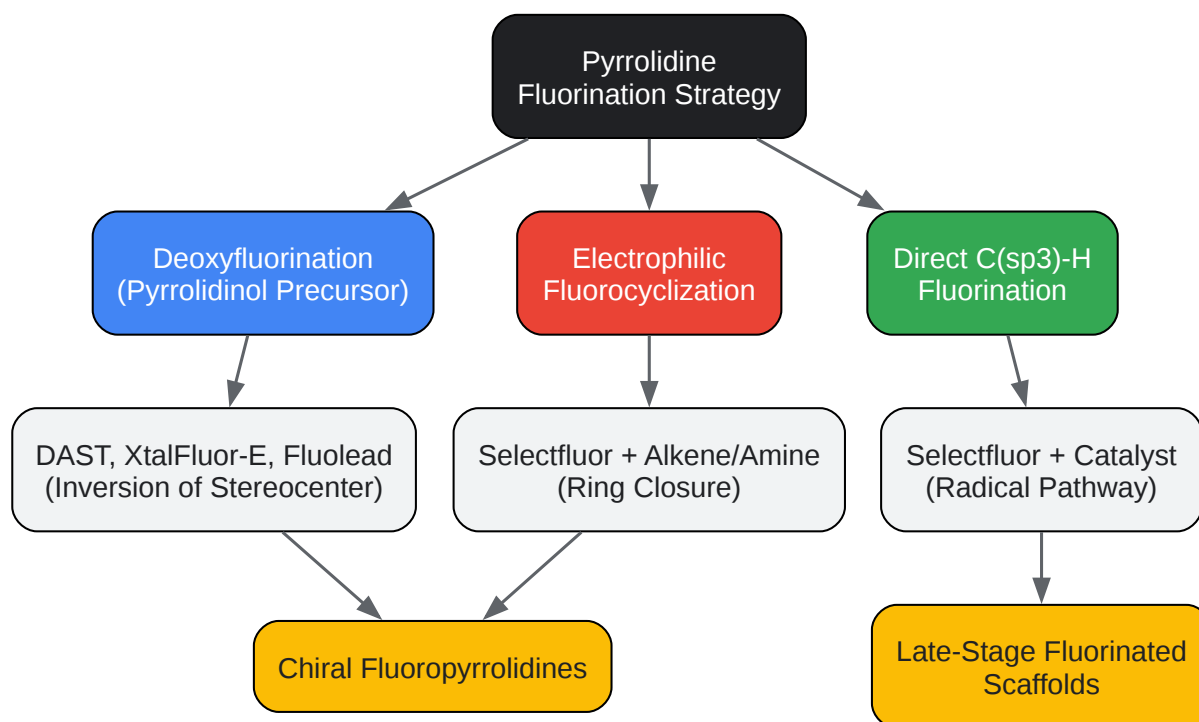 Pyrrolidine
Fluorination Strategy
Deoxyfluorination
(Pyrrolidinol Precursor)
Electrophilic
Fluorocyclization
Direct C(sp3)-H
Fluorination
DAST, XtalFluor-E, Fluolead
(Inversion of Stereocenter)
Selectfluor + Alkene/Amine
(Ring Closure)
Selectfluor + Catalyst
(Radical Pathway)
Chiral Fluoropyrrolidines
Late-Stage Fluorinated
Scaffolds